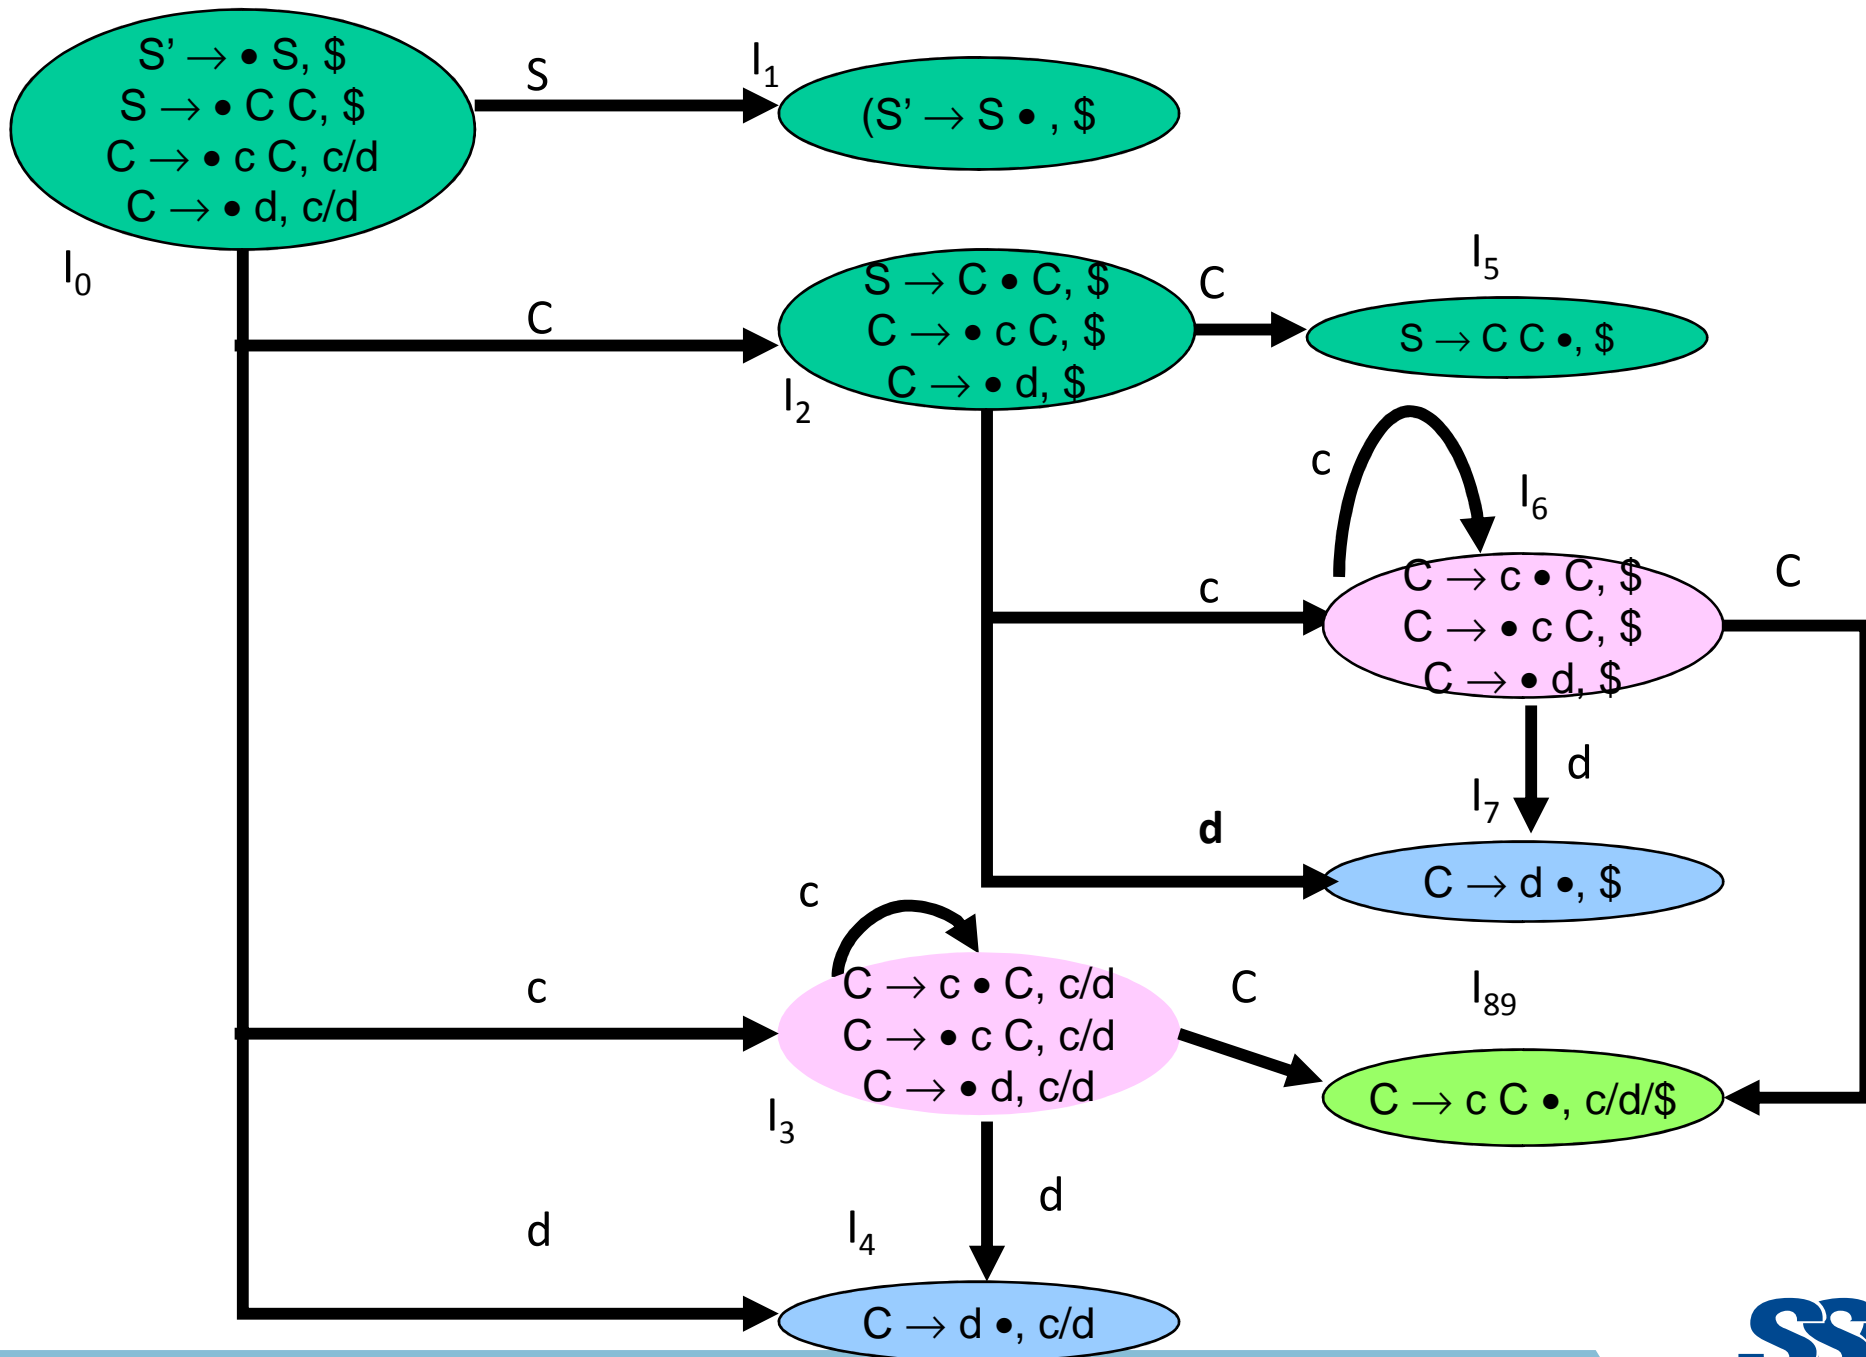 S’ → • S, $
S → • C C, $
C → • c C, c/d
C → • d, c/d
I0
S
I1
(S’ → S • , $
C
S → C • C, $
C → • c C, $
C → • d, $
I2
C
I5
S → C C •, $
c
I6
c
C → c • C, $
C → • c C, $
C → • d, $
C
d
I7
d
C → d •, $
c
c
C → c • C, c/d
C → • c C, c/d
C → • d, c/d
I3
C
I89
C → c C •, c/d/$
d
d
I4
C → d •, c/d